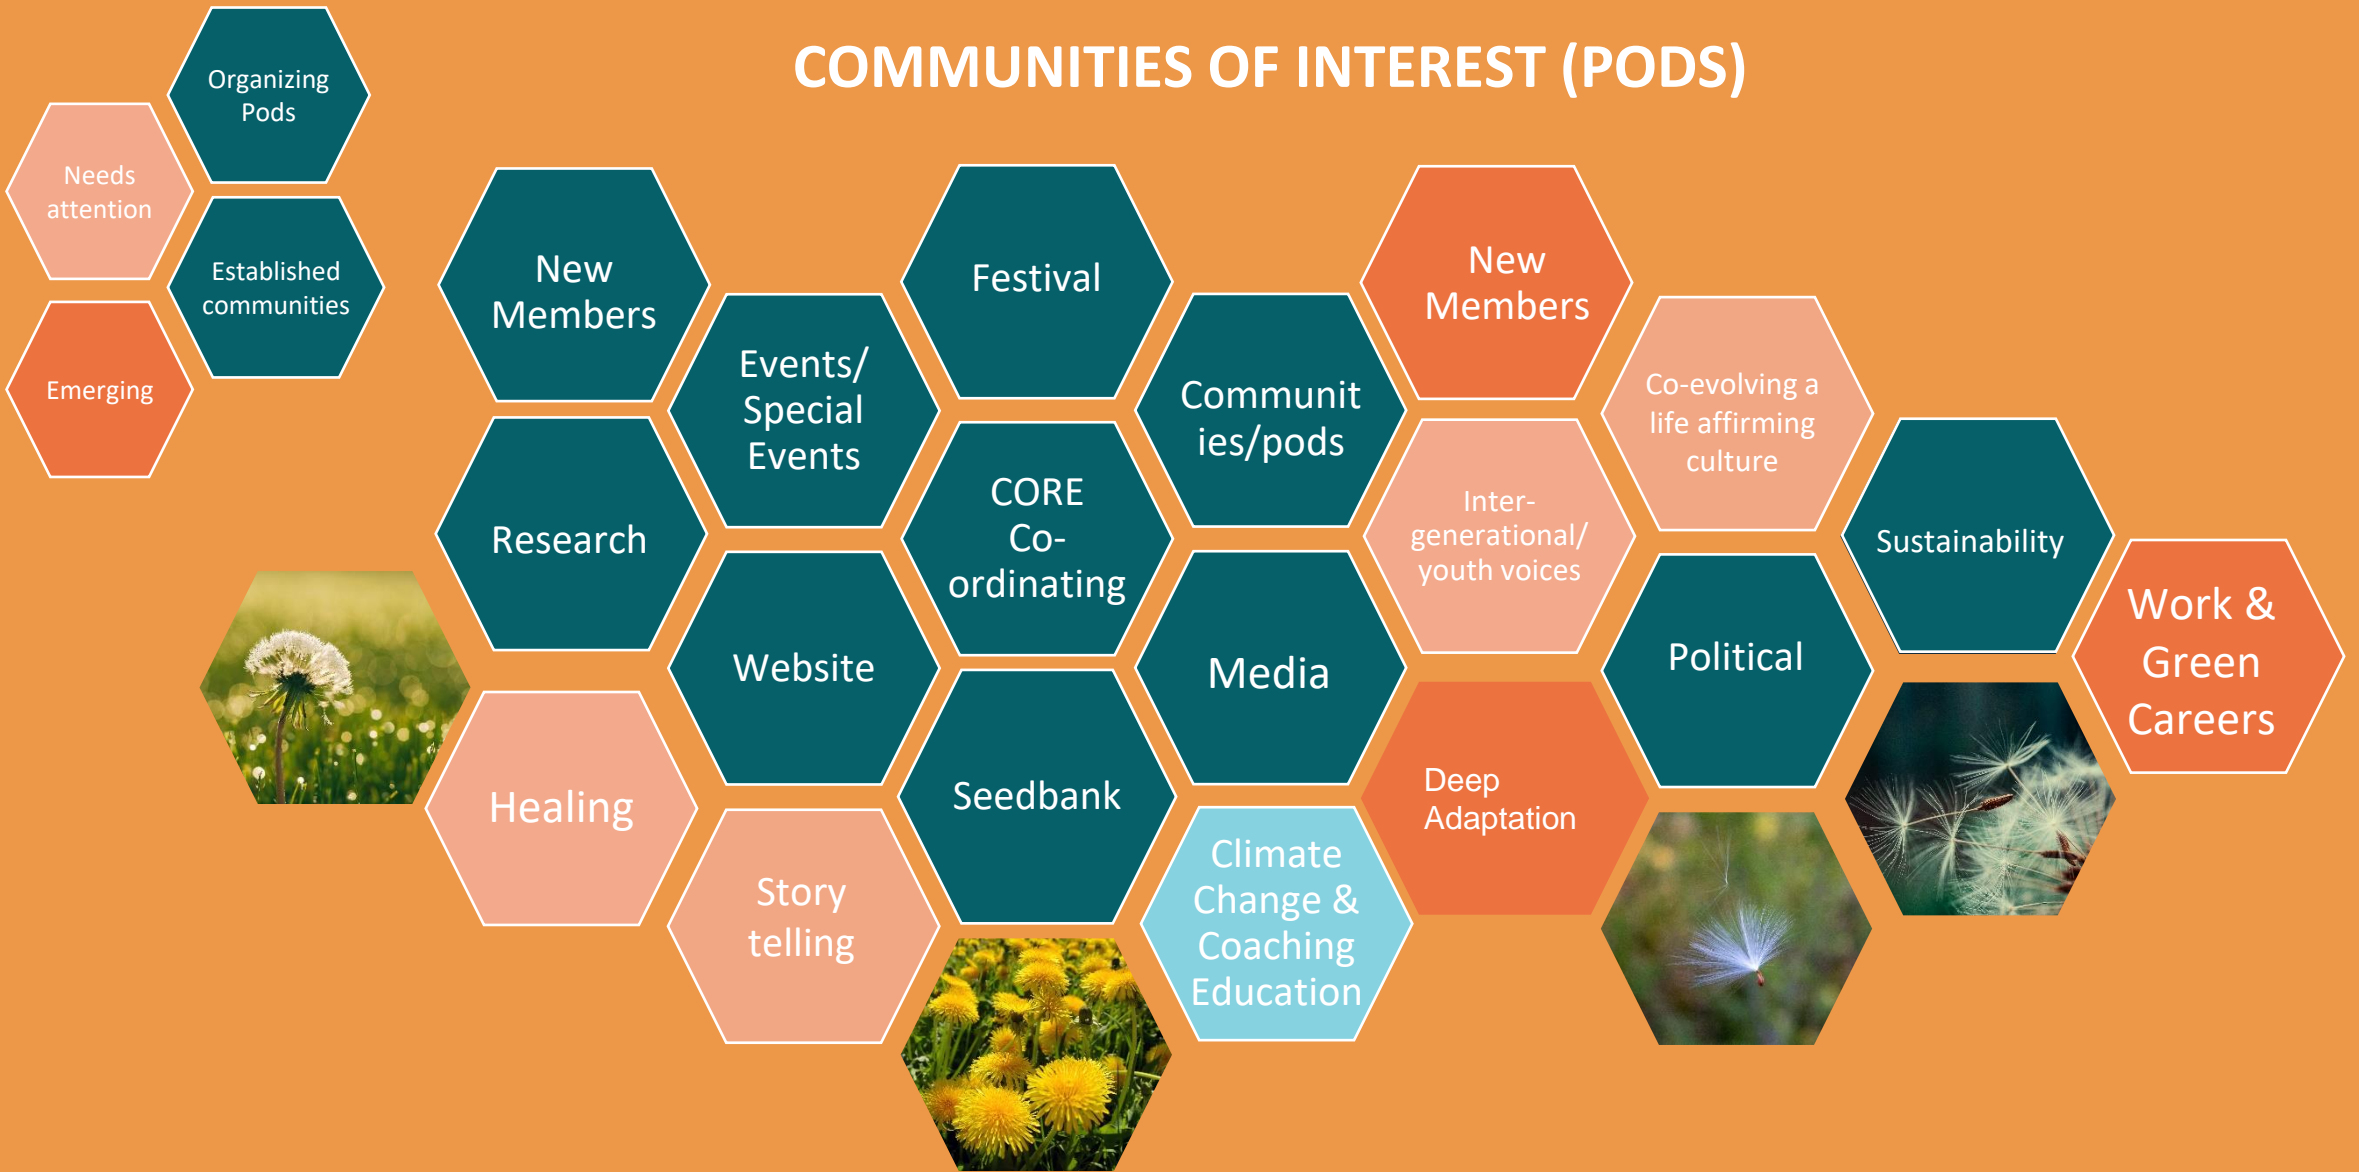 COMMUNITIES OF INTEREST (PODS)
Organizing
Pods
Needs
attention
Established
communities
Emerging
New
Members
Events/
Special
Events
Festival
Communit
ies/pods
New
Members
Co-evolving a
life affirming
culture
Research
CORE
Co-
ordinating
Inter-
generational/
youth voices
Sustainability
Work &
Green
Careers
Website
Media
Political
Healing
Seedbank
Deep
Adaptation
Story
telling
Climate
Change &
Coaching
Education